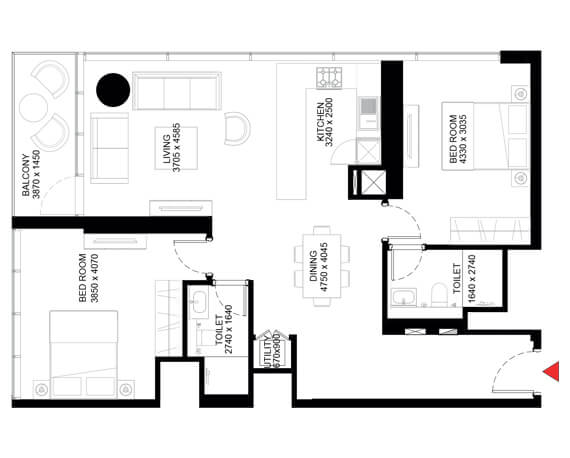 BALCONY
3870 x 1450
LIVING
3705 x 4585
KITCHEN
3240 x 2500
BED ROOM
4330 x 3035
BED ROOM
3850 x 4070
DINING
4750 x 4045
TOILET
1640 x 2740
TOILET
2740 x 1640
UTILITY
670x900